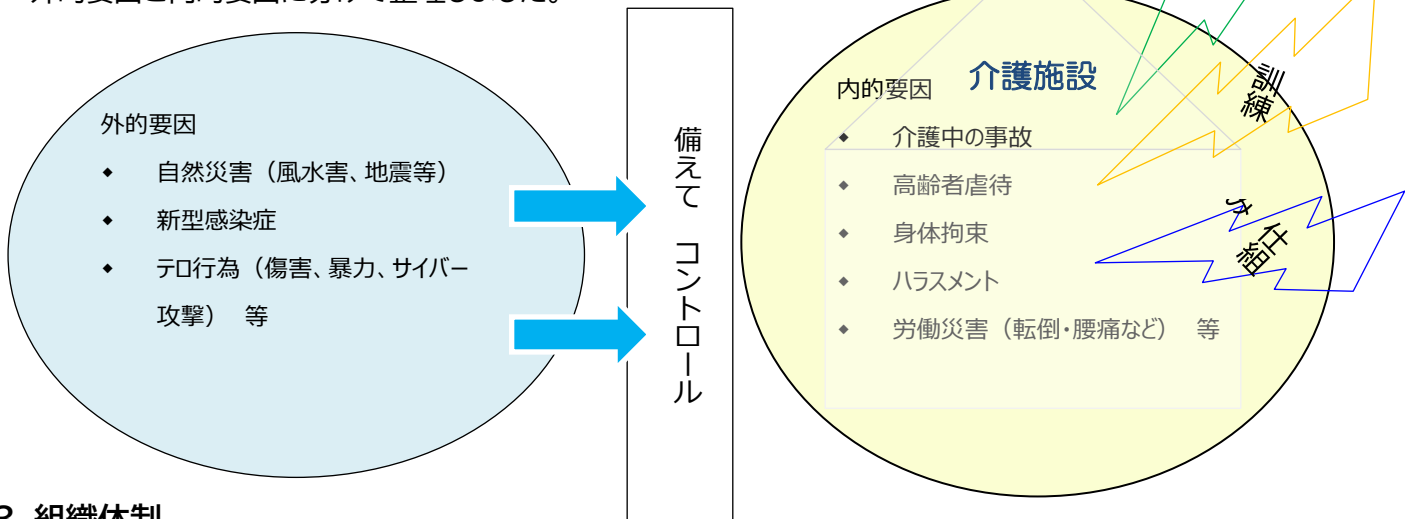 外的要因と内的要因に分けて整理しました。
外的要因
◆ 自然災害（風水害、地震等）
◆ 新型感染症
◆ テロ行為（傷害、暴力、サイバー
攻撃） 等
備えて コントロール
介護施設
内的要因
◆ 介護中の事故
◆ 高齢者虐待
◆ 身体拘束
◆ ハラスメント
◆ 労働災害（転倒・腰痛など） 等
訓練
仕組み
組織体制